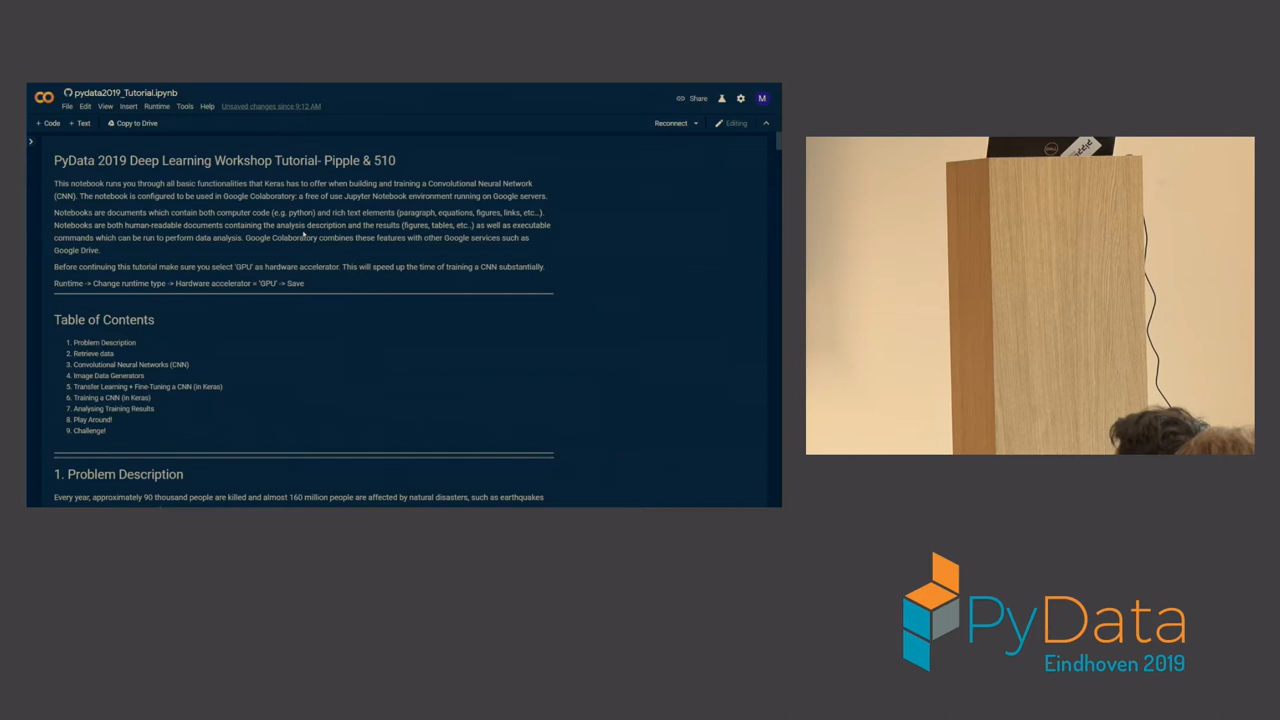 pydata2019_Tutorial.ipynb
File Edit View Insert Runtime Tools Help Unsaved changes since 9:12 AM
Share
M
+ Code + Text Copy to Drive
Reconnect
Editing
PyData 2019 Deep Learning Workshop Tutorial- Pipple & 510
This notebook runs you through all basic functionalities that Keras has to offer when building and training a Convolutional Neural Network
(CNN). The notebook is configured to be used in Google Colaboratory: a free of use Jupyter Notebook environment running on Google servers.
Notebooks are documents which contain both computer code (e.g. python) and rich text elements (paragraph, equations, figures, links, etc…).
Notebooks are both human-readable documents containing the analysis description and the results (figures, tables, etc..) as well as executable
commands which can be run to perform data analysis. Google Colaboratory combines these features with other Google services such as
Google Drive.
Before continuing this tutorial make sure you select 'GPU' as hardware accelerator. This will speed up the time of training a CNN substantially.
Runtime -> Change runtime type -> Hardware accelerator = 'GPU' -> Save
Table of Contents
1. Problem Description
2. Retrieve data
3. Convolutional Neural Networks (CNN)
4. Image Data Generators
5. Transfer Learning + Fine-Tuning a CNN (in Keras)
6. Training a CNN (in Keras)
7. Analysing Training Results
8. Play Around!
9. Challenge!
1. Problem Description
Every year, approximately 90 thousand people are killed and almost 160 million people are affected by natural disasters, such as earthquakes
DELL
pipple
PyData
Eindhoven 2019